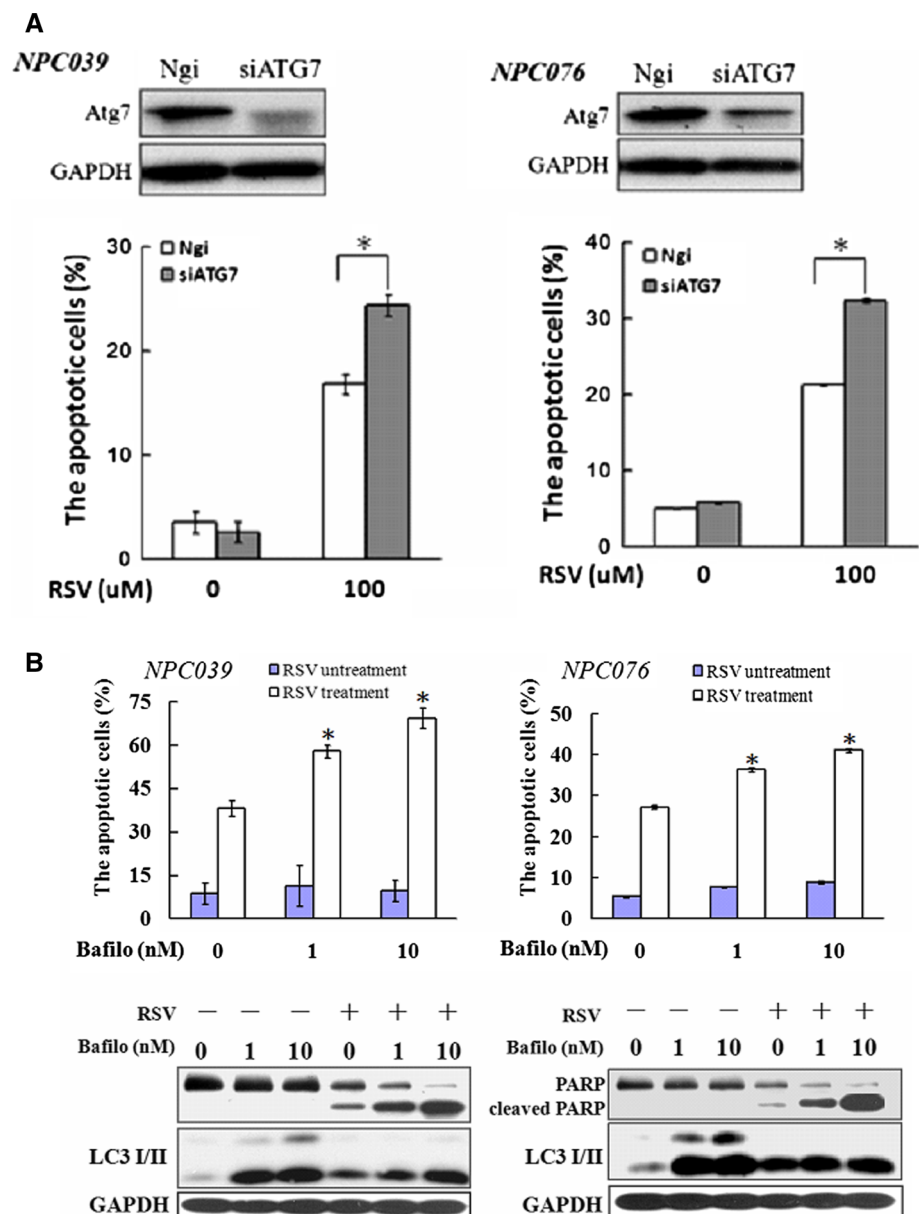 A
NPC039
Ngi siATG7
Atg7
GAPDH
NPC076
Ngi siATG7
Atg7
GAPDH
The apoptotic cells (%)
30
20
10
0
Ngi
siATG7
*
RSV (uM) 0 100
The apoptotic cells (%)
40
30
20
10
0
Ngi
siATG7
*
RSV (uM) 0 100
B
NPC039
RSV untreatment
RSV treatment
The apoptotic cells (%)
75
60
45
30
15
0
* *
Bafilo (nM) 0 1 10
NPC076
RSV untreatment
RSV treatment
The apoptotic cells (%)
50
40
30
20
10
0
* *
Bafilo (nM) 0 1 10
RSV − − − + + +
Bafilo (nM) 0 1 10 0 1 10
LC3 I/II
GAPDH
RSV − − − + + +
Bafilo (nM) 0 1 10 0 1 10
PARP
cleaved PARP
LC3 I/II
GAPDH